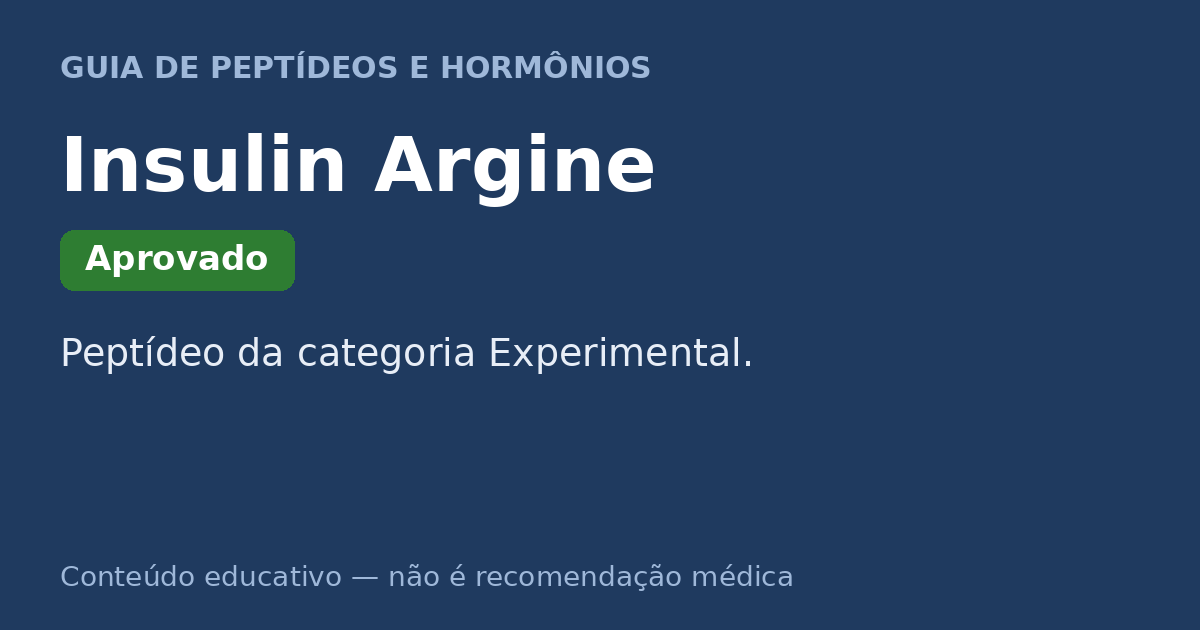 GUIA DE PEPTÍDEOS E HORMÔNIOS
Insulin Argine
Aprovado
Peptídeo da categoria Experimental.
Conteúdo educativo — não é recomendação médica